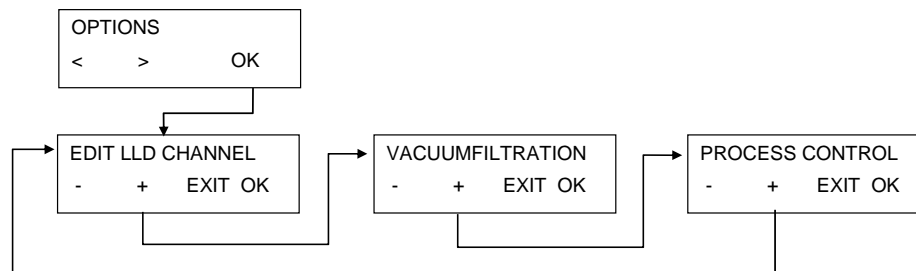 OPTIONS
< > OK
EDIT LLD CHANNEL
- + EXIT OK
VACUUMFILTRATION
- + EXIT OK
PROCESS CONTROL
- + EXIT OK